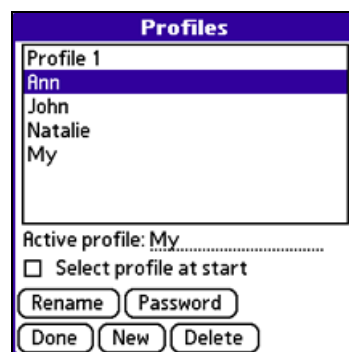 Profiles
Profile 1
Ann
John
Natalie
My
Active profile: My
Select profile at start
Rename Password
Done New Delete